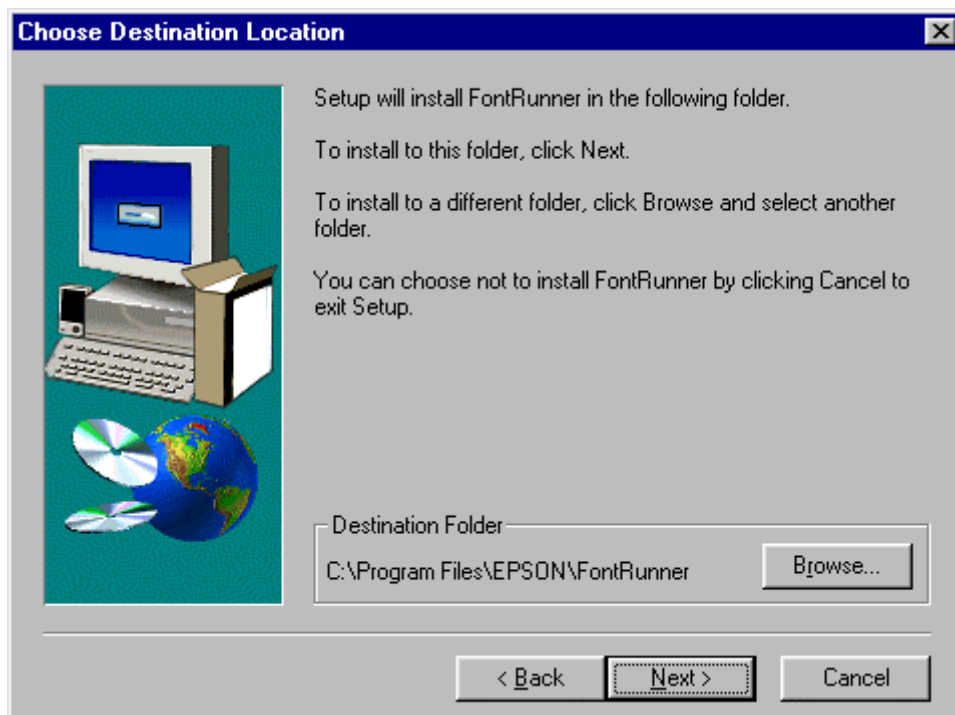 Choose Destination Location
Setup will install FontRunner in the following folder.
To install to this folder, click Next.
To install to a different folder, click Browse and select another
folder.
You can choose not to install FontRunner by clicking Cancel to
exit Setup.
Destination Folder
C:\Program Files\EPSON\FontRunner
Browse...
< Back
Next >
Cancel